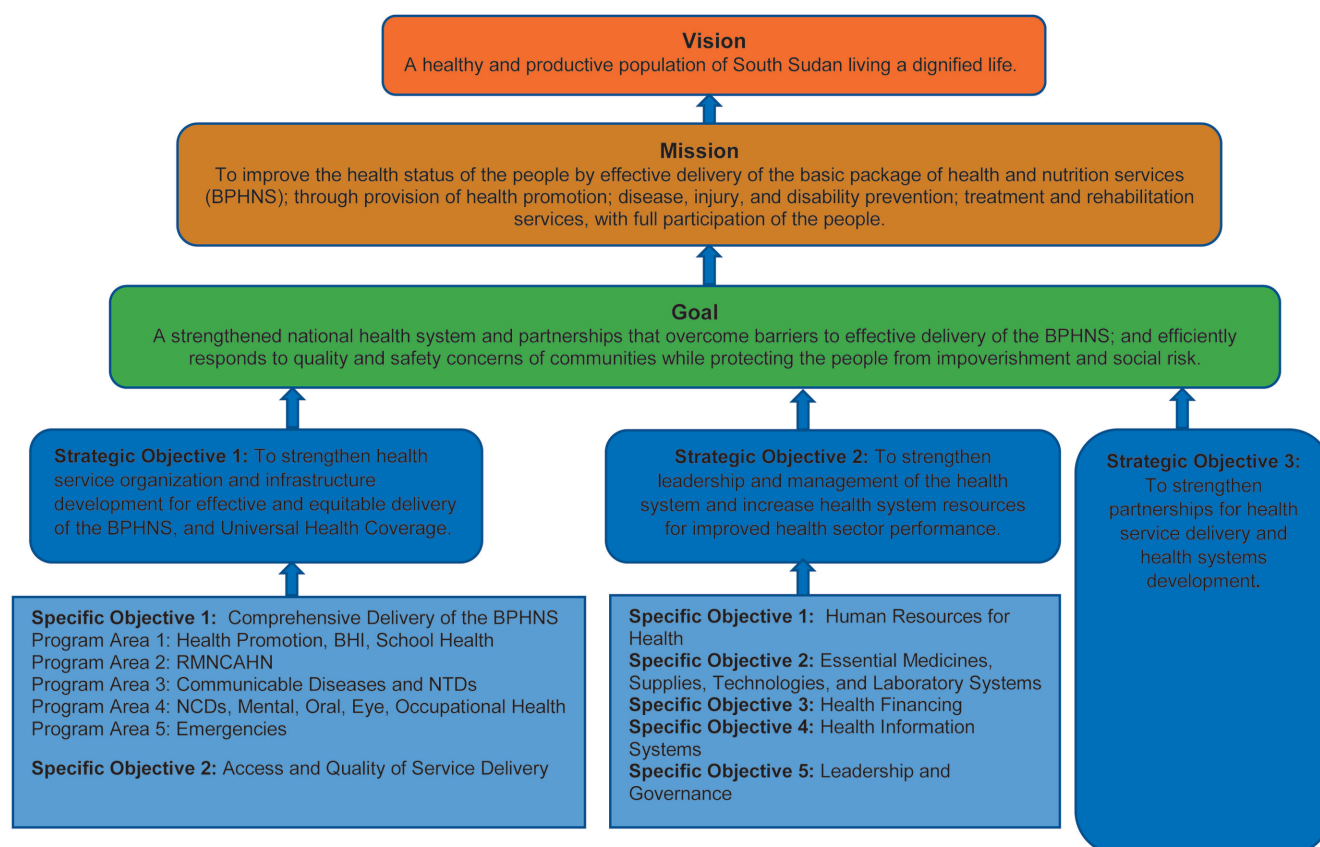 Vision
A healthy and productive population of South Sudan living a dignified life.
Mission
To improve the health status of the people by effective delivery of the basic package of health and nutrition services
(BPHNS); through provision of health promotion; disease, injury, and disability prevention; treatment and rehabilitation
services, with full participation of the people.
Goal
A strengthened national health system and partnerships that overcome barriers to effective delivery of the BPHNS; and efficiently
responds to quality and safety concerns of communities while protecting the people from impoverishment and social risk.
Strategic Objective 1: To strengthen health
service organization and infrastructure
development for effective and equitable delivery
of the BPHNS, and Universal Health Coverage.
Strategic Objective 2: To strengthen
leadership and management of the health
system and increase health system resources
for improved health sector performance.
Strategic Objective 3:
To strengthen
partnerships for health
service delivery and
health systems
development.
Specific Objective 1: Comprehensive Delivery of the BPHNS
Program Area 1: Health Promotion, BHI, School Health
Program Area 2: RMNCAHN
Program Area 3: Communicable Diseases and NTDs
Program Area 4: NCDs, Mental, Oral, Eye, Occupational Health
Program Area 5: Emergencies
Specific Objective 2: Access and Quality of Service Delivery
Specific Objective 1: Human Resources for
Health
Specific Objective 2: Essential Medicines,
Supplies, Technologies, and Laboratory Systems
Specific Objective 3: Health Financing
Specific Objective 4: Health Information
Systems
Specific Objective 5: Leadership and
Governance